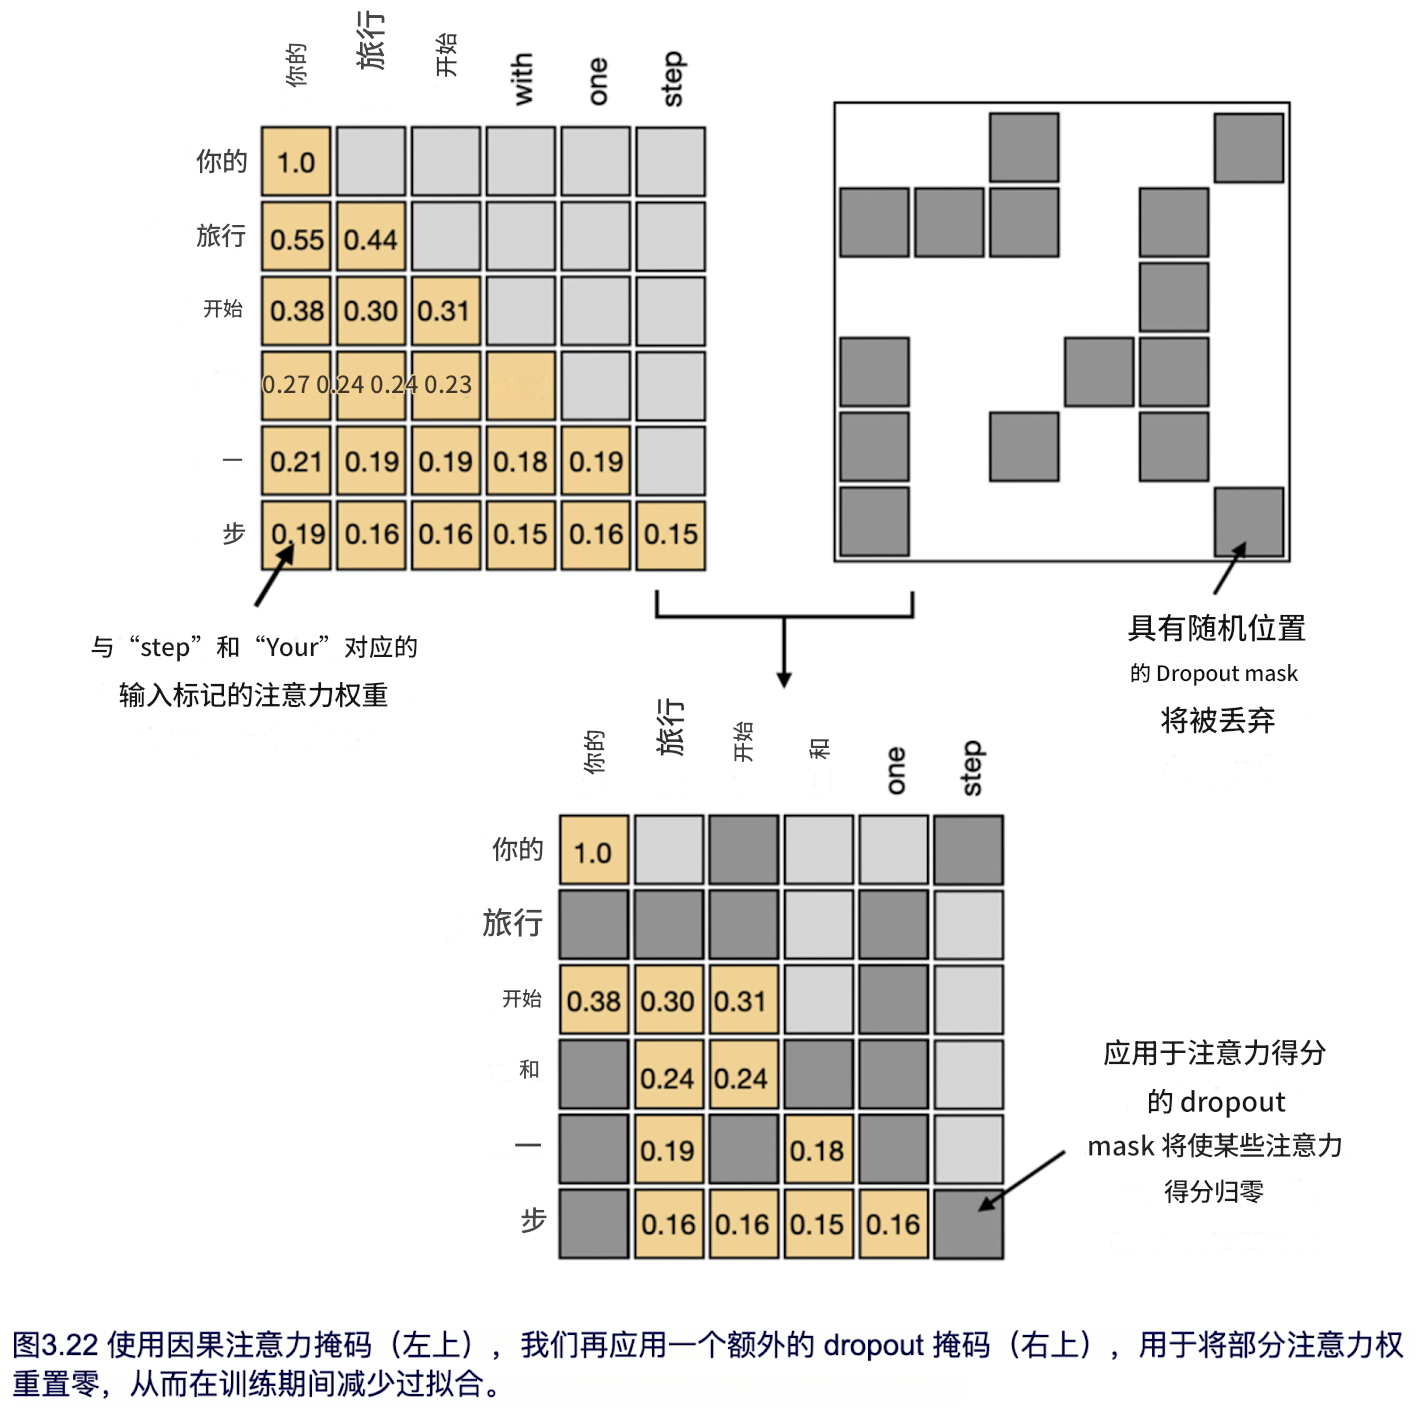 你的 旅行 开始 with one step
你的 1.0
旅行 0.55 0.44
开始 0.38 0.30 0.31
0.27 0.24 0.24 0.23
一 0.21 0.19 0.19 0.18 0.19
步 0.19 0.16 0.16 0.15 0.16 0.15
与“step”和“Your”对应的
输入标记的注意力权重
具有随机位置
的 Dropout mask
将被丢弃
你的 旅行 开始 和 one step
你的 1.0
旅行
开始 0.38 0.30 0.31
和 0.24 0.24
一 0.19 0.18
步 0.16 0.16 0.15 0.16
应用于注意力得分
的 dropout
mask 将使某些注意力
得分归零
图3.22 使用因果注意力掩码（左上），我们再应用一个额外的 dropout 掩码（右上），用于将部分注意力权
重置零，从而在训练期间减少过拟合。